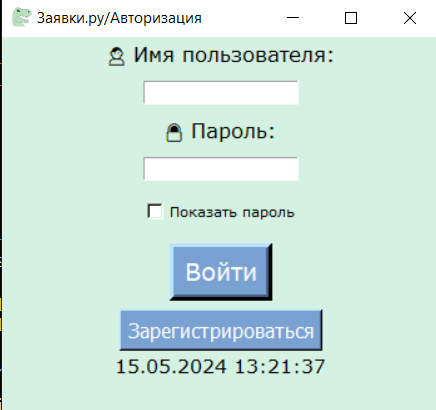 Заявки.ру/Авторизация
Имя пользователя:
Пароль:
Показать пароль
Войти
Зарегистрироваться
15.05.2024 13:21:37